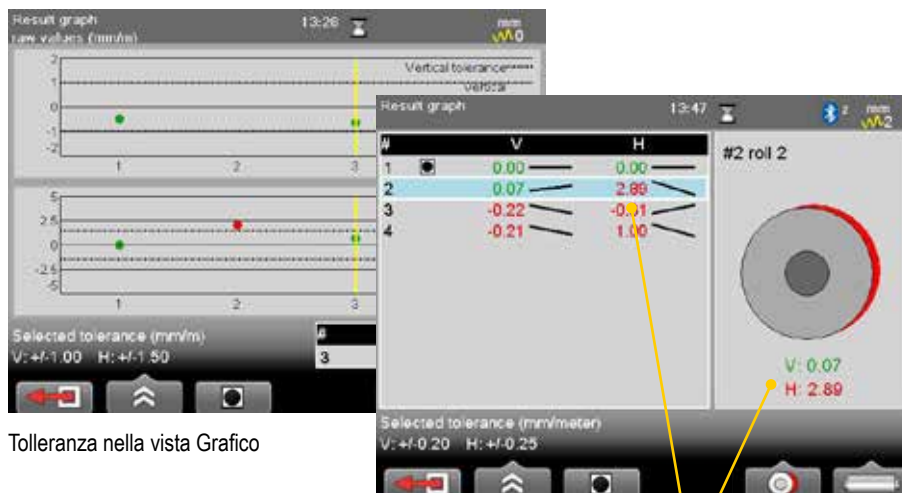 Result graph
raw values (mm/m)
13:26
mm
0
2
1
0
-1
-2
1 2 3
Vertical tolerance
Vertical
5
2.5
0
-2.5
-5
1 2 3
Selected tolerance (mm/m)
V: +/-1.00 H: +/-1.50
#
3
Tolleranza nella vista Grafico
Result graph
13:47
2
mm
2
# V H
1 0.00 0.00
2 0.07 2.89
3 -0.22 -0.91
4 -0.21 1.00
#2 roll 2
V: 0.07
H: 2.89
Selected tolerance (mm/meter)
V: +/-0.20 H: +/-0.25